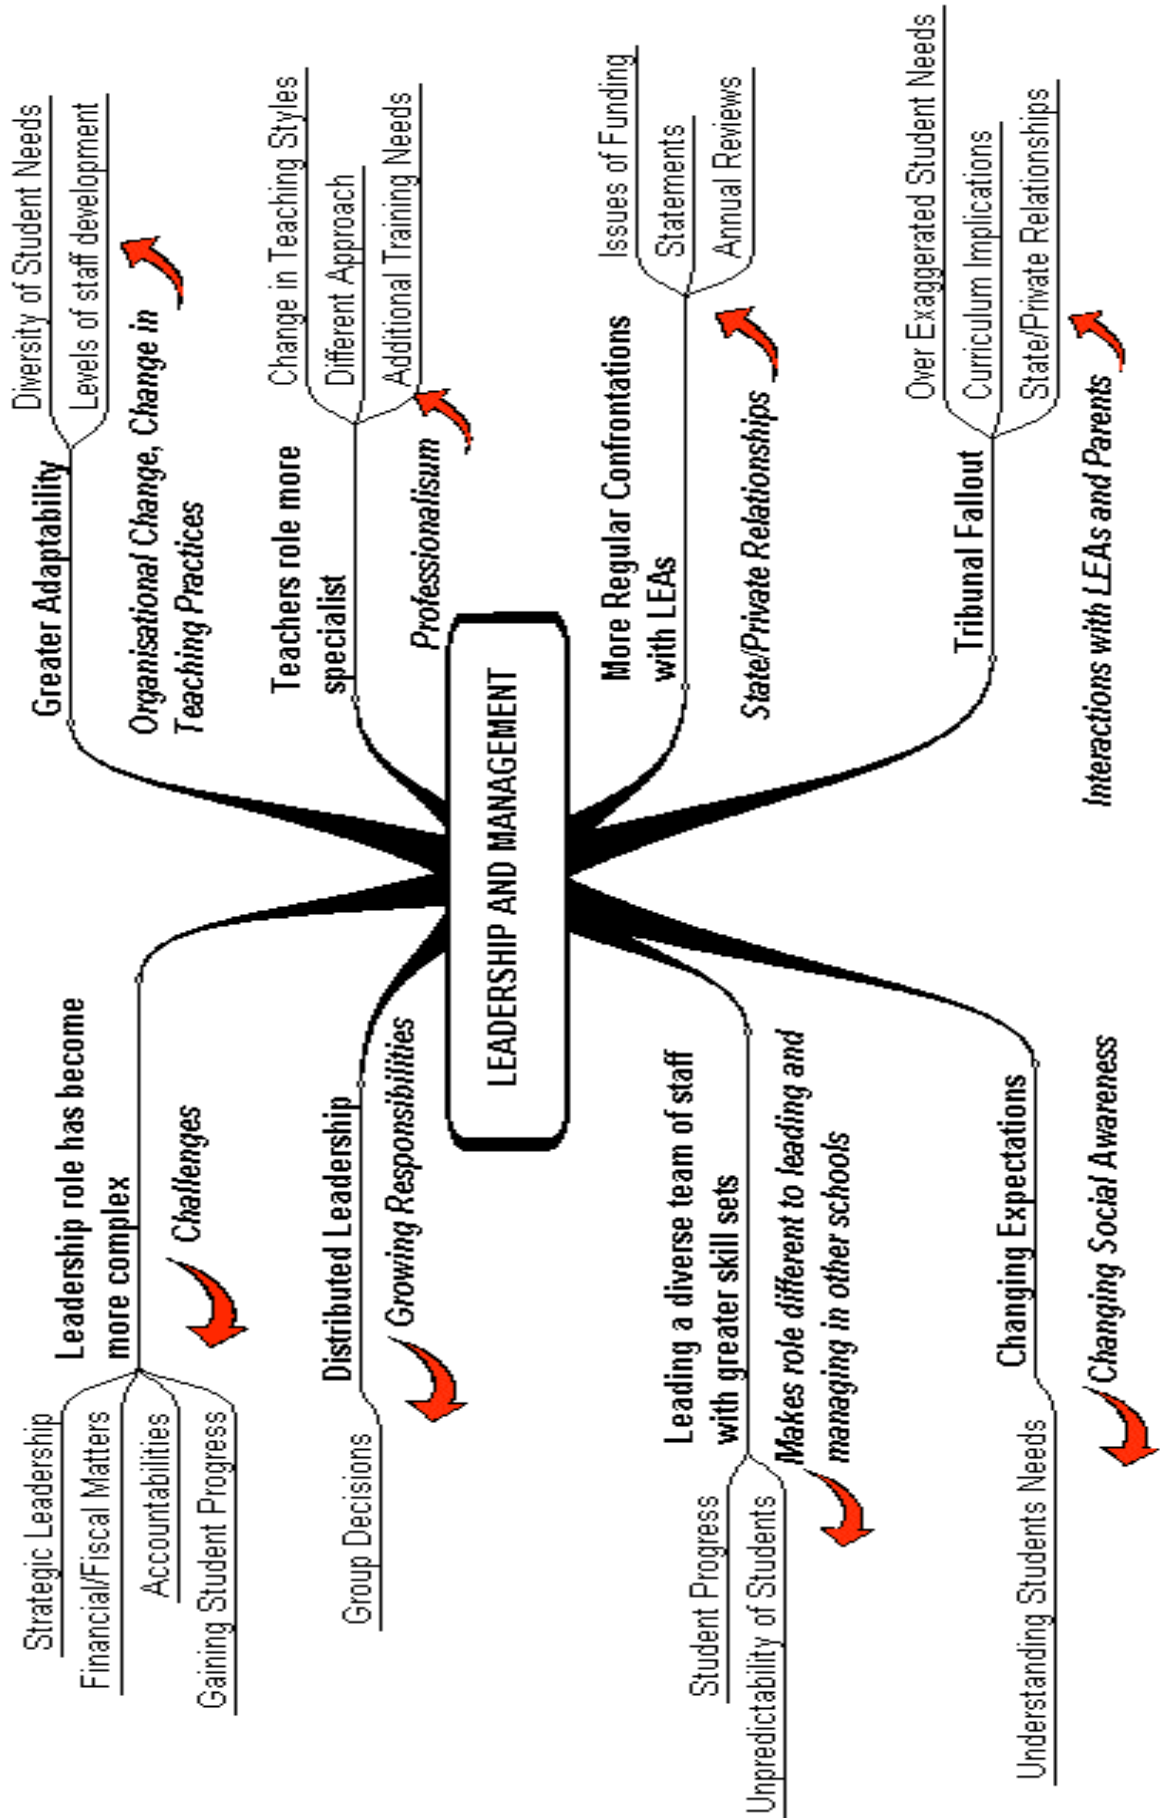 Strategic Leadership
Financial/Fiscal Matters
Accountabilities
Gaining Student Progress
Leadership role has become
more complex
Challenges
Group Decisions
Distributed Leadership
Growing Responsibilities
Student Progress
Unpredictability of Students
Leading a diverse team of staff
with greater skill sets
Makes role different to leading and
managing in other schools
Understanding Students Needs
Changing Expectations
Changing Social Awareness
LEADERSHIP AND MANAGEMENT
Greater Adaptability
Diversity of Student Needs
Levels of staff development
Organisational Change, Change in
Teaching Practices
Teachers role more
specialist
Change in Teaching Styles
Different Approach
Additional Training Needs
Professionalisum
More Regular Confrontations
with LEAs
Issues of Funding
Statements
Annual Reviews
State/Private Relationships
Tribunal Fallout
Over Exaggerated Student Needs
Curriculum Implications
State/Private Relationships
Interactions with LEAs and Parents